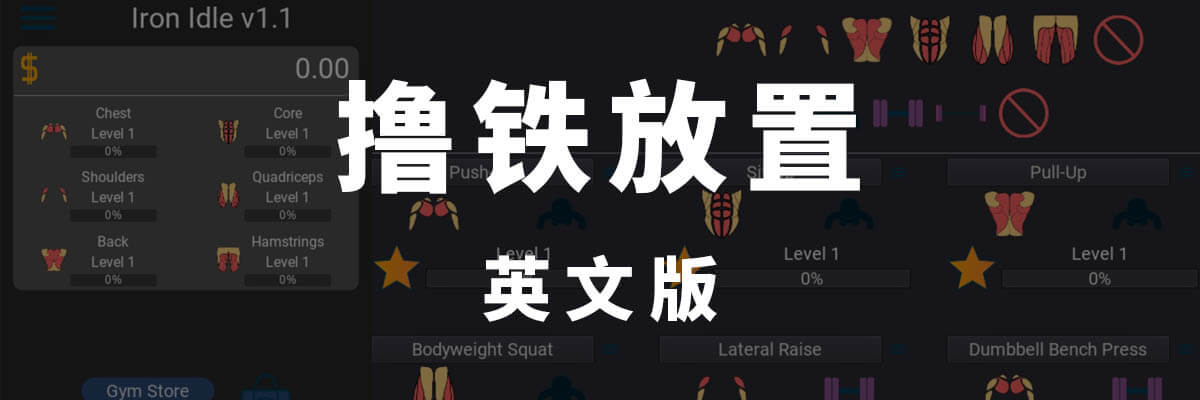 Iron Idle v1.1
$ 0.00
Chest
Level 1
0%
Core
Level 1
0%
Shoulders
Level 1
0%
Quadriceps
Level 1
0%
Back
Level 1
0%
Hamstrings
Level 1
0%
Gym Store
撸铁放置
英文版
Pull-Up
Level 1
Level 1
0%
Level 1
0%
Bodyweight Squat
Lateral Raise
Dumbbell Bench Press